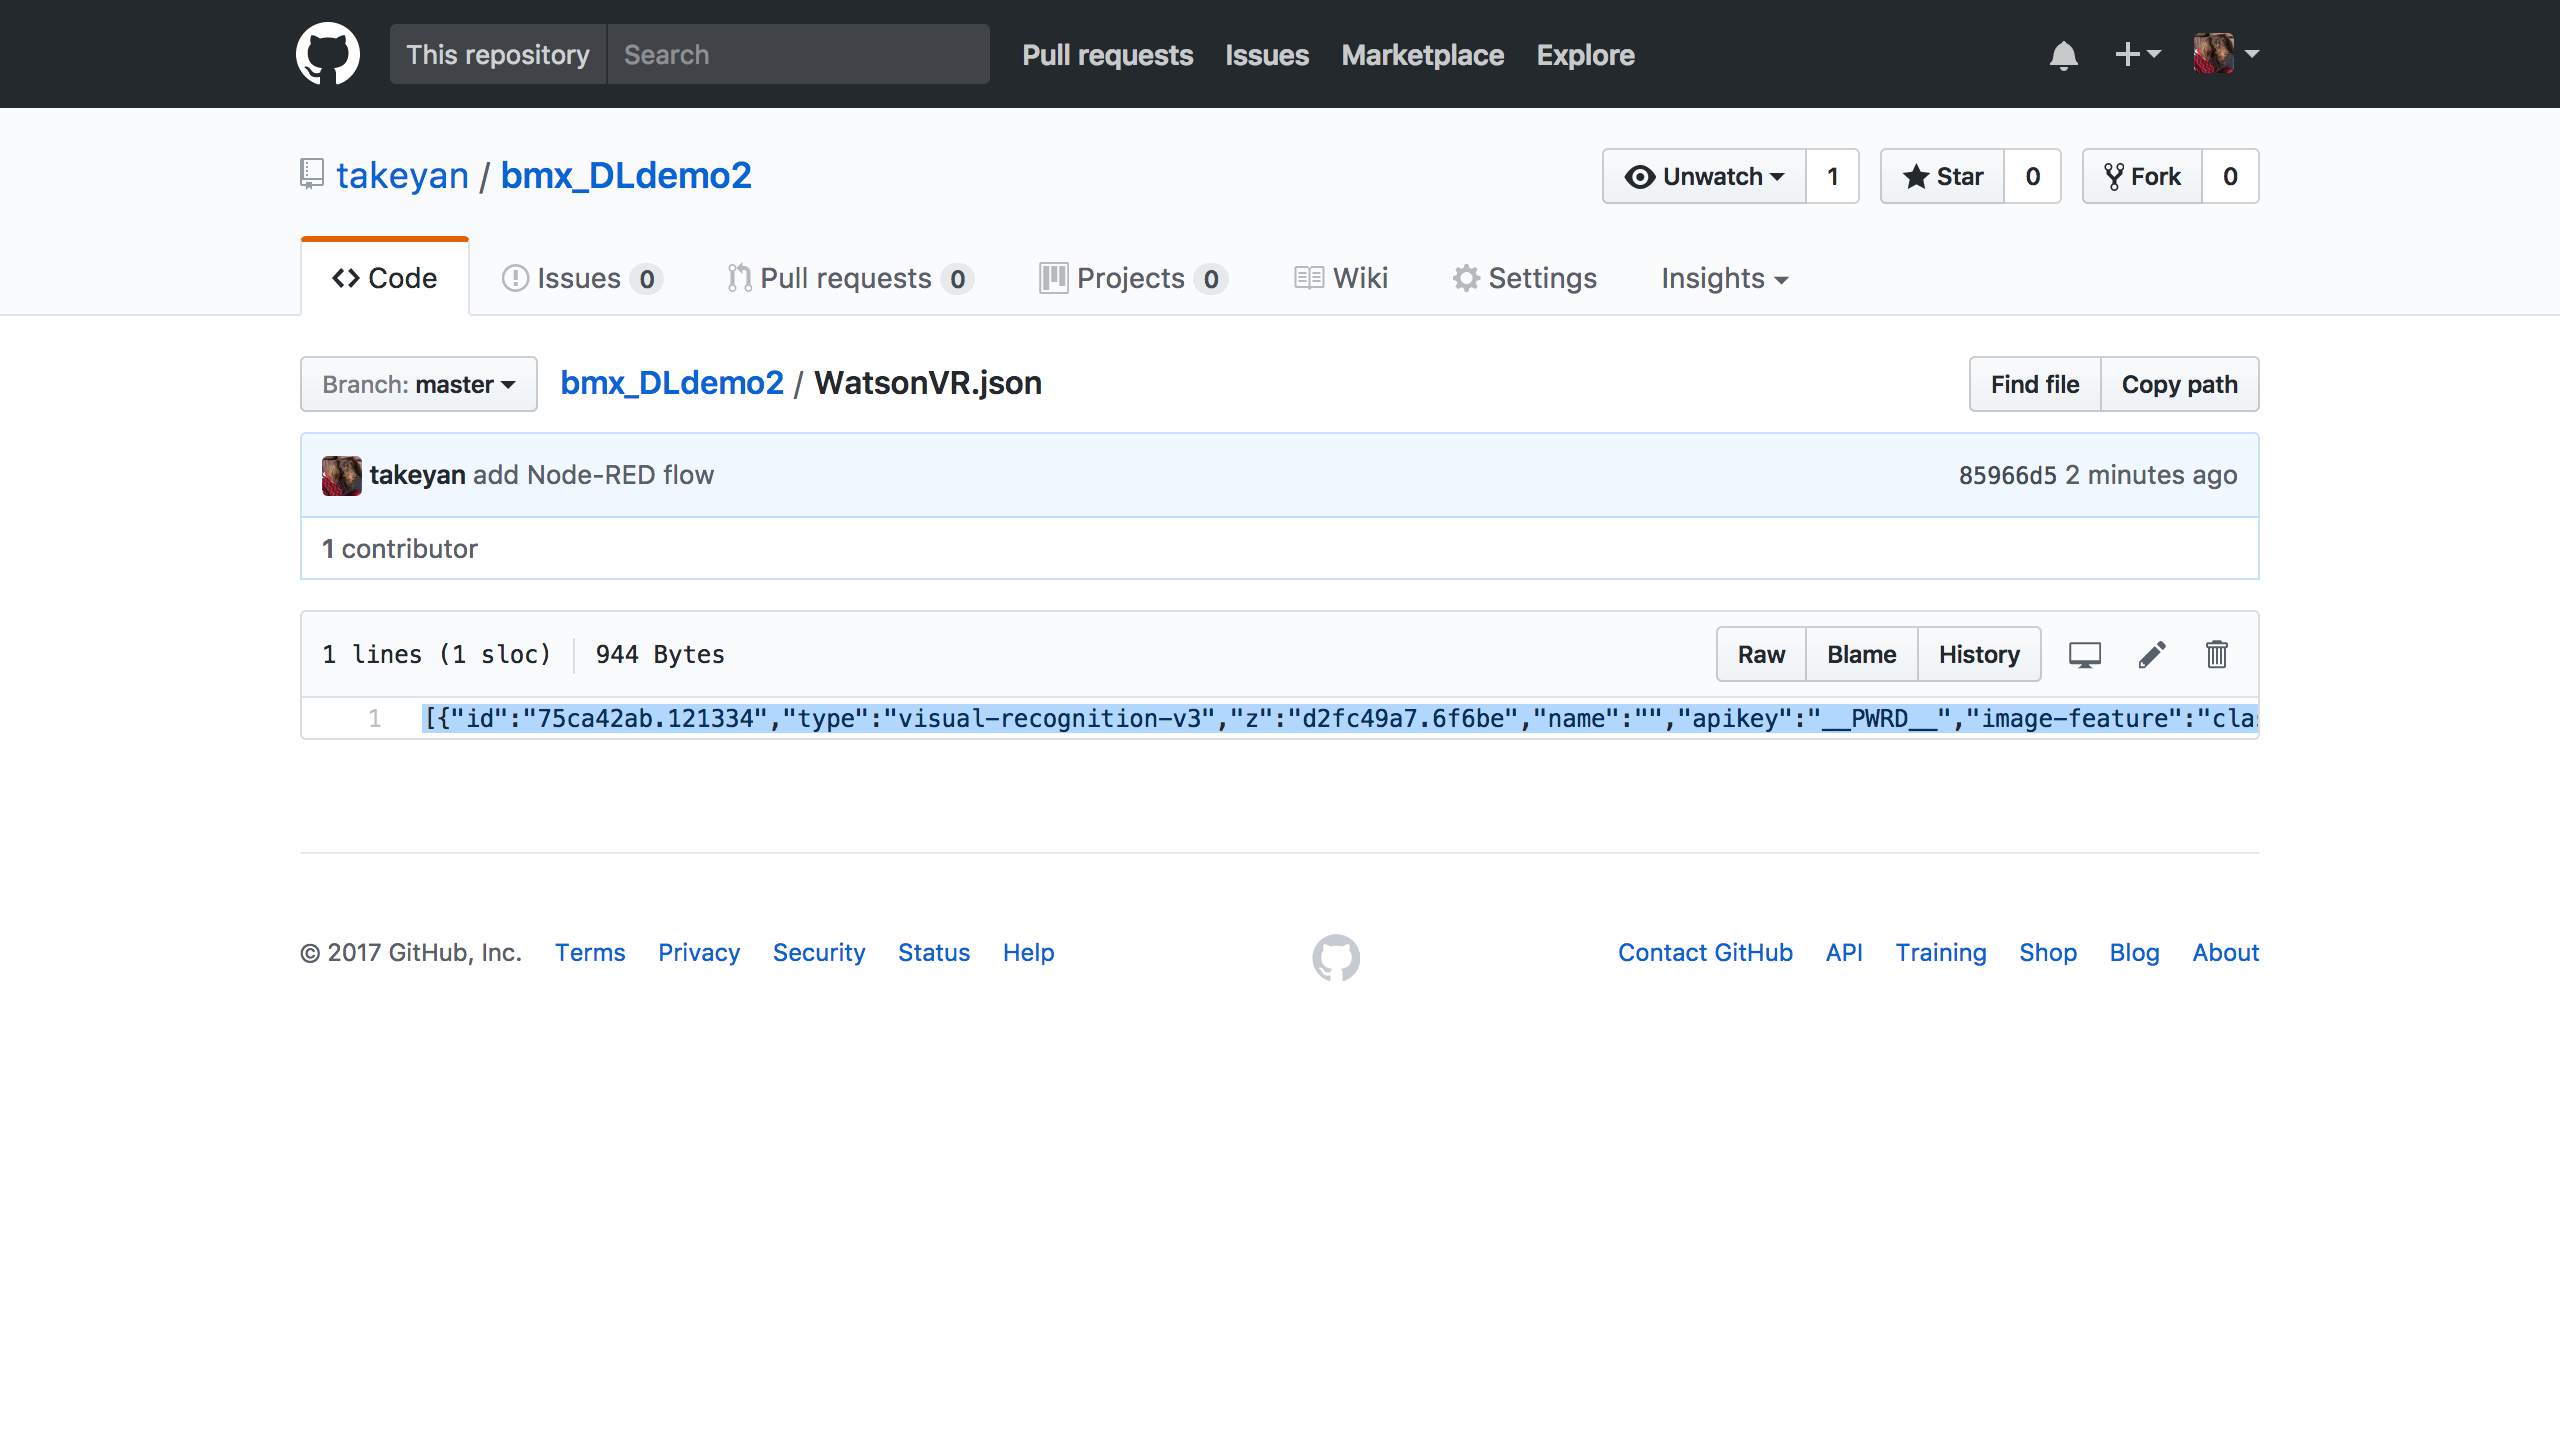 This repository Search Pull requests Issues Marketplace Explore
takeyan / bmx_DLdemo2 Unwatch 1 Star 0 Fork 0
Code Issues 0 Pull requests 0 Projects 0 Wiki Settings Insights
Branch: master bmx_DLdemo2 / WatsonVR.json Find file Copy path
takeyan add Node-RED flow 85966d5 2 minutes ago
1 contributor
1 lines (1 sloc) 944 Bytes Raw Blame History
1 [{"id":"75ca42ab.121334","type":"visual-recognition-v3","z":"d2fc49a7.6f6be","name":"","apikey":"__PWRD__","image-feature":"cla
© 2017 GitHub, Inc. Terms Privacy Security Status Help Contact GitHub API Training Shop Blog About